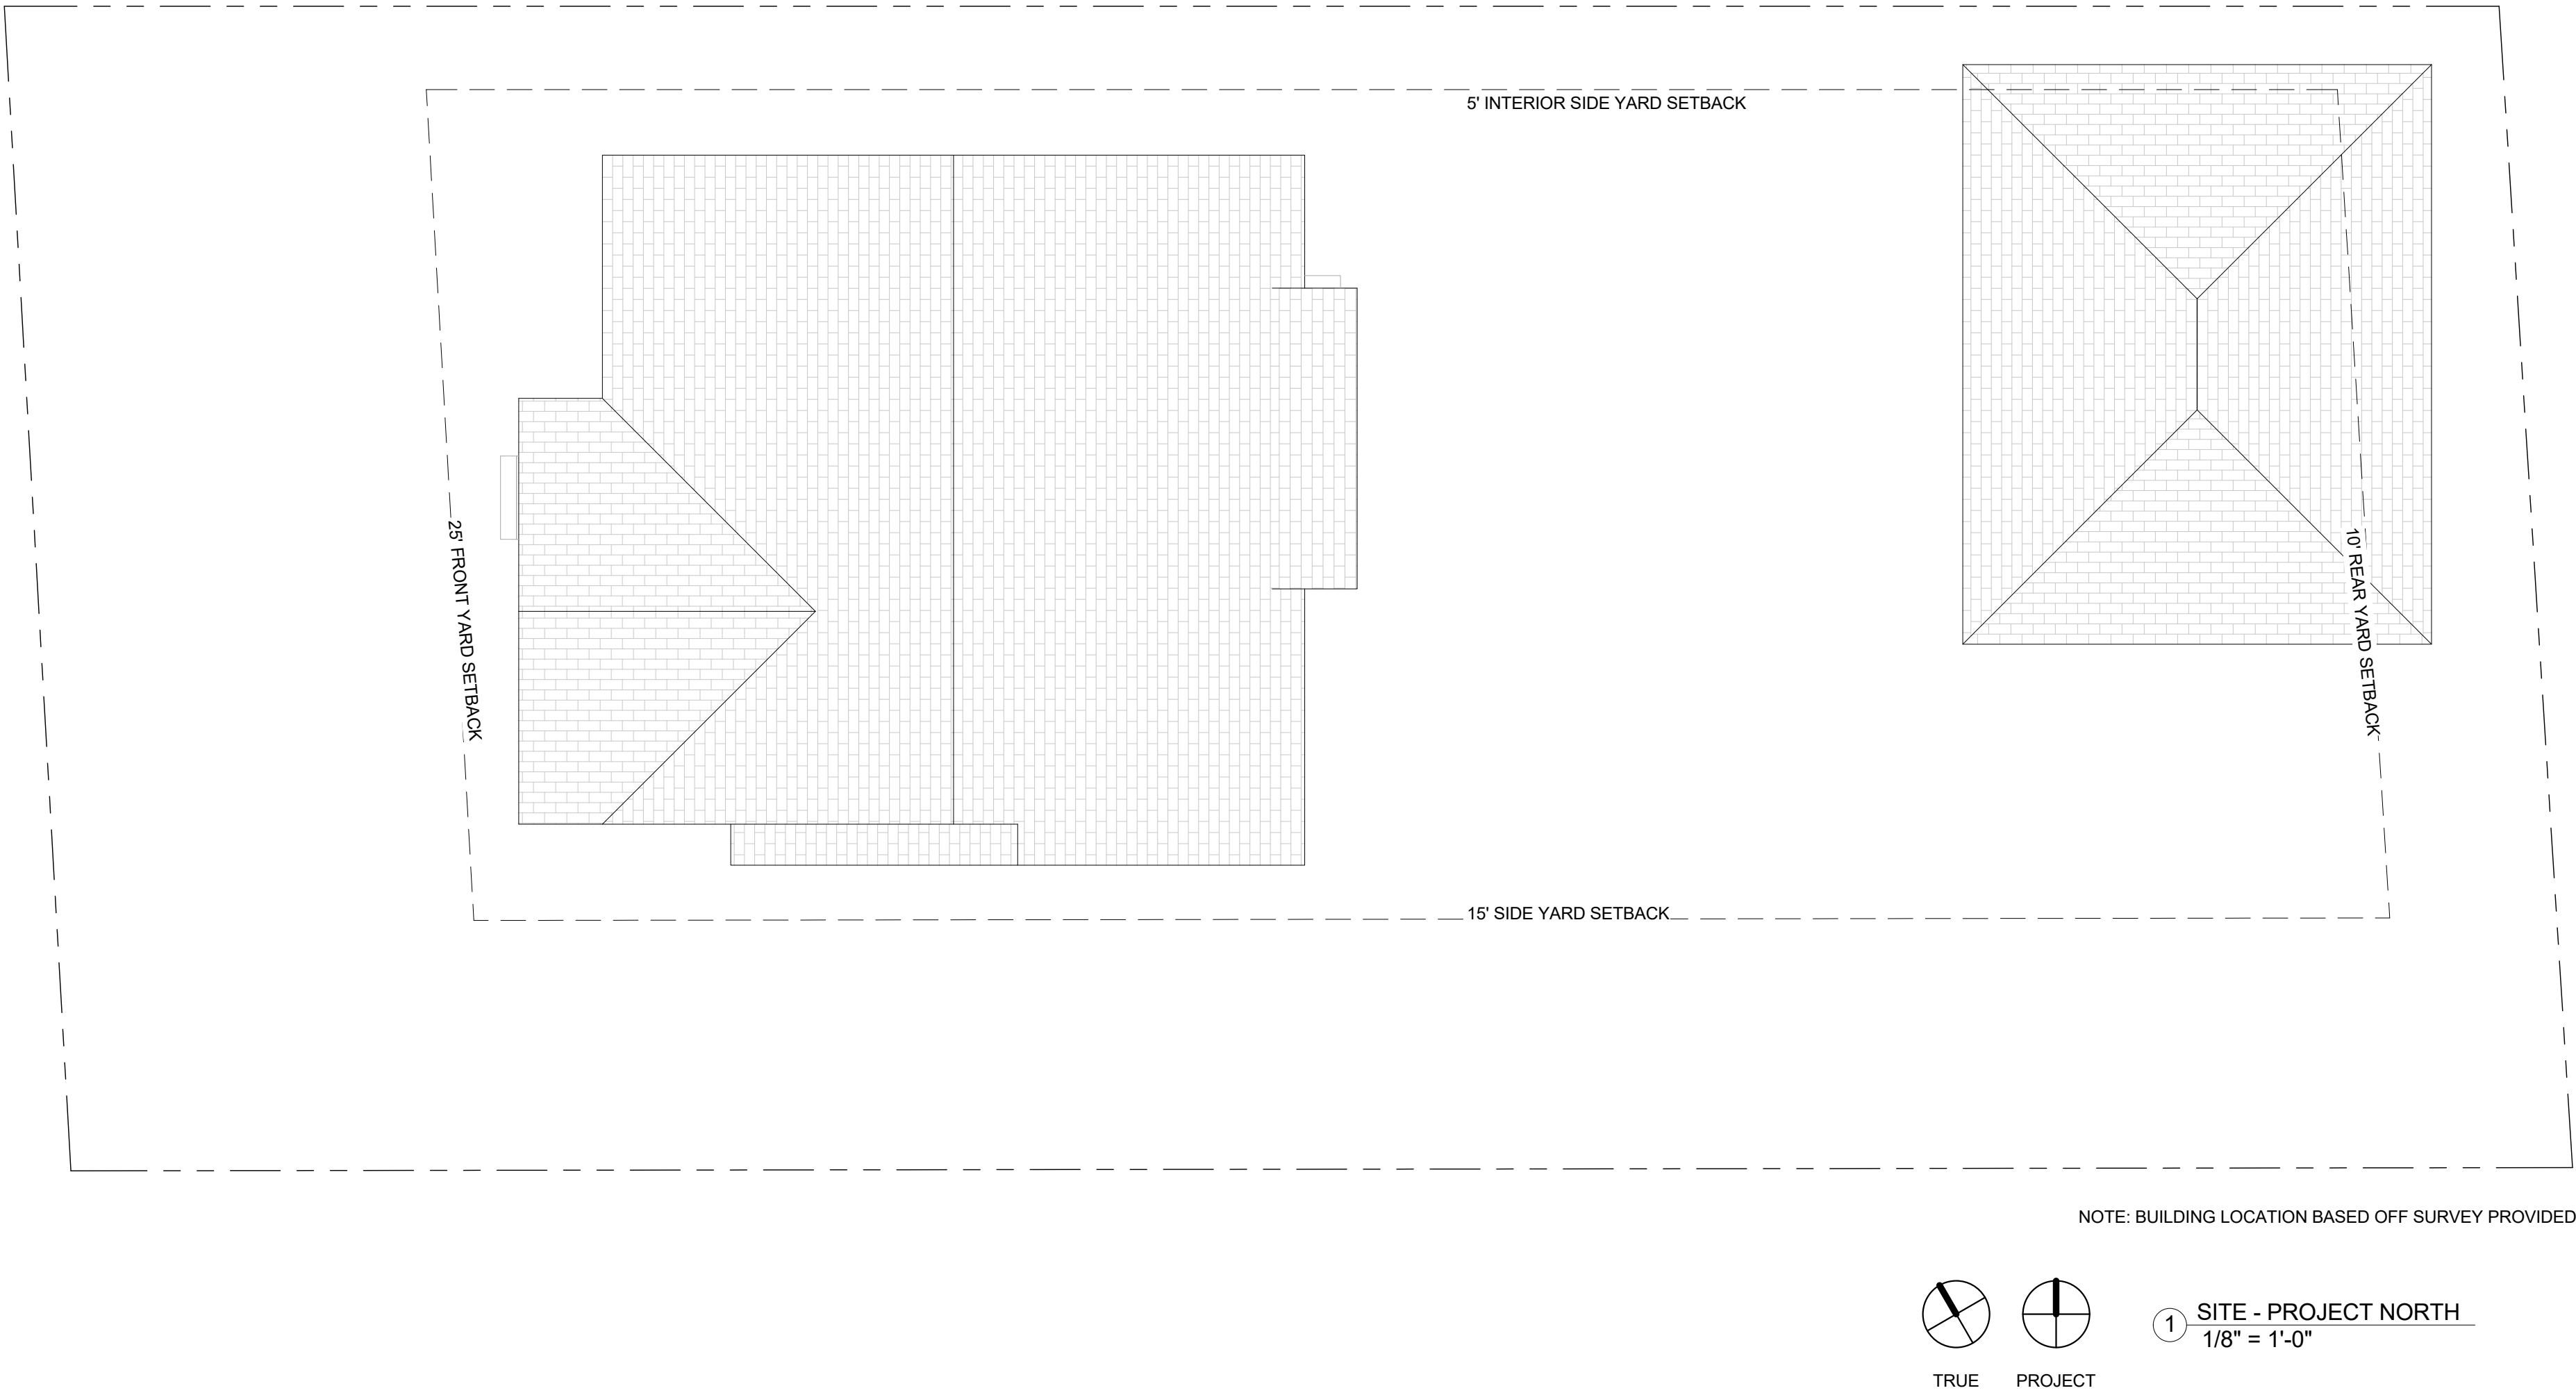 5' INTERIOR SIDE YARD SETBACK
25' FRONT YARD SETBACK
10' REAR YARD SETBACK
15' SIDE YARD SETBACK
NOTE: BUILDING LOCATION BASED OFF SURVEY PROVIDED
1
SITE - PROJECT NORTH
1/8" = 1'-0"
TRUE
PROJECT